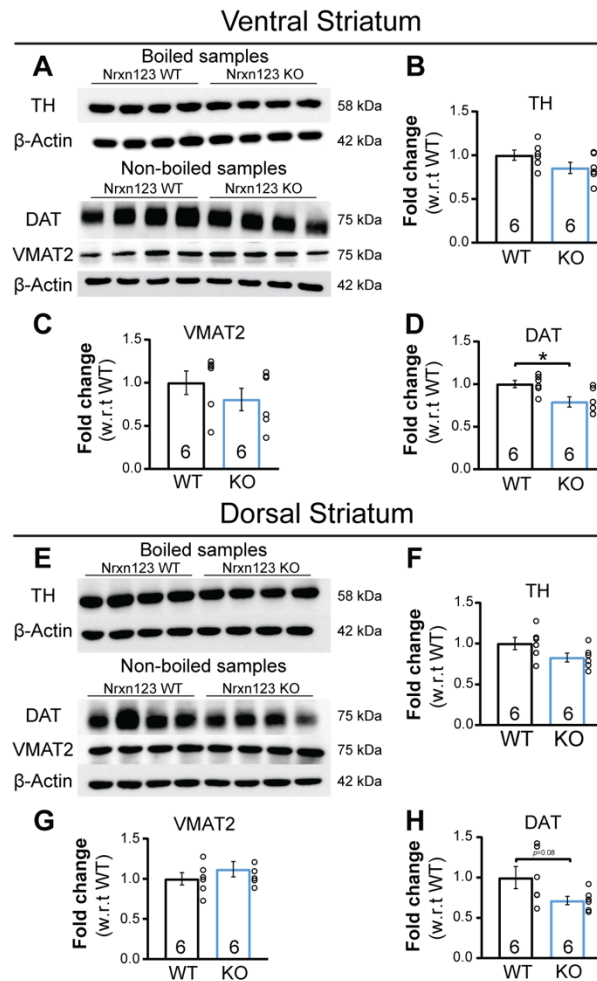 Ventral Striatum
A
Boiled samples
Nrxn123 WT Nrxn123 KO
TH 58 kDa
β-Actin 42 kDa
Non-boiled samples
Nrxn123 WT Nrxn123 KO
DAT 75 kDa
VMAT2 75 kDa
β-Actin 42 kDa
B
TH
Fold change
(w.r.t WT)
1.5
1.0
0.5
0.0
6 6
WT KO
C
VMAT2
Fold change
(w.r.t WT)
1.5
1.0
0.5
0.0
6 6
WT KO
D
DAT
Fold change
(w.r.t WT)
1.5
1.0
0.5
0.0
*
6 6
WT KO
Dorsal Striatum
E
Boiled samples
Nrxn123 WT Nrxn123 KO
TH 58 kDa
β-Actin 42 kDa
Non-boiled samples
Nrxn123 WT Nrxn123 KO
DAT 75 kDa
VMAT2 75 kDa
β-Actin 42 kDa
F
TH
Fold change
(w.r.t WT)
1.5
1.0
0.5
0.0
6 6
WT KO
G
VMAT2
Fold change
(w.r.t WT)
1.5
1.0
0.5
0.0
6 6
WT KO
H
DAT
Fold change
(w.r.t WT)
1.5
1.0
0.5
0.0
p=0.08
6 6
WT KO